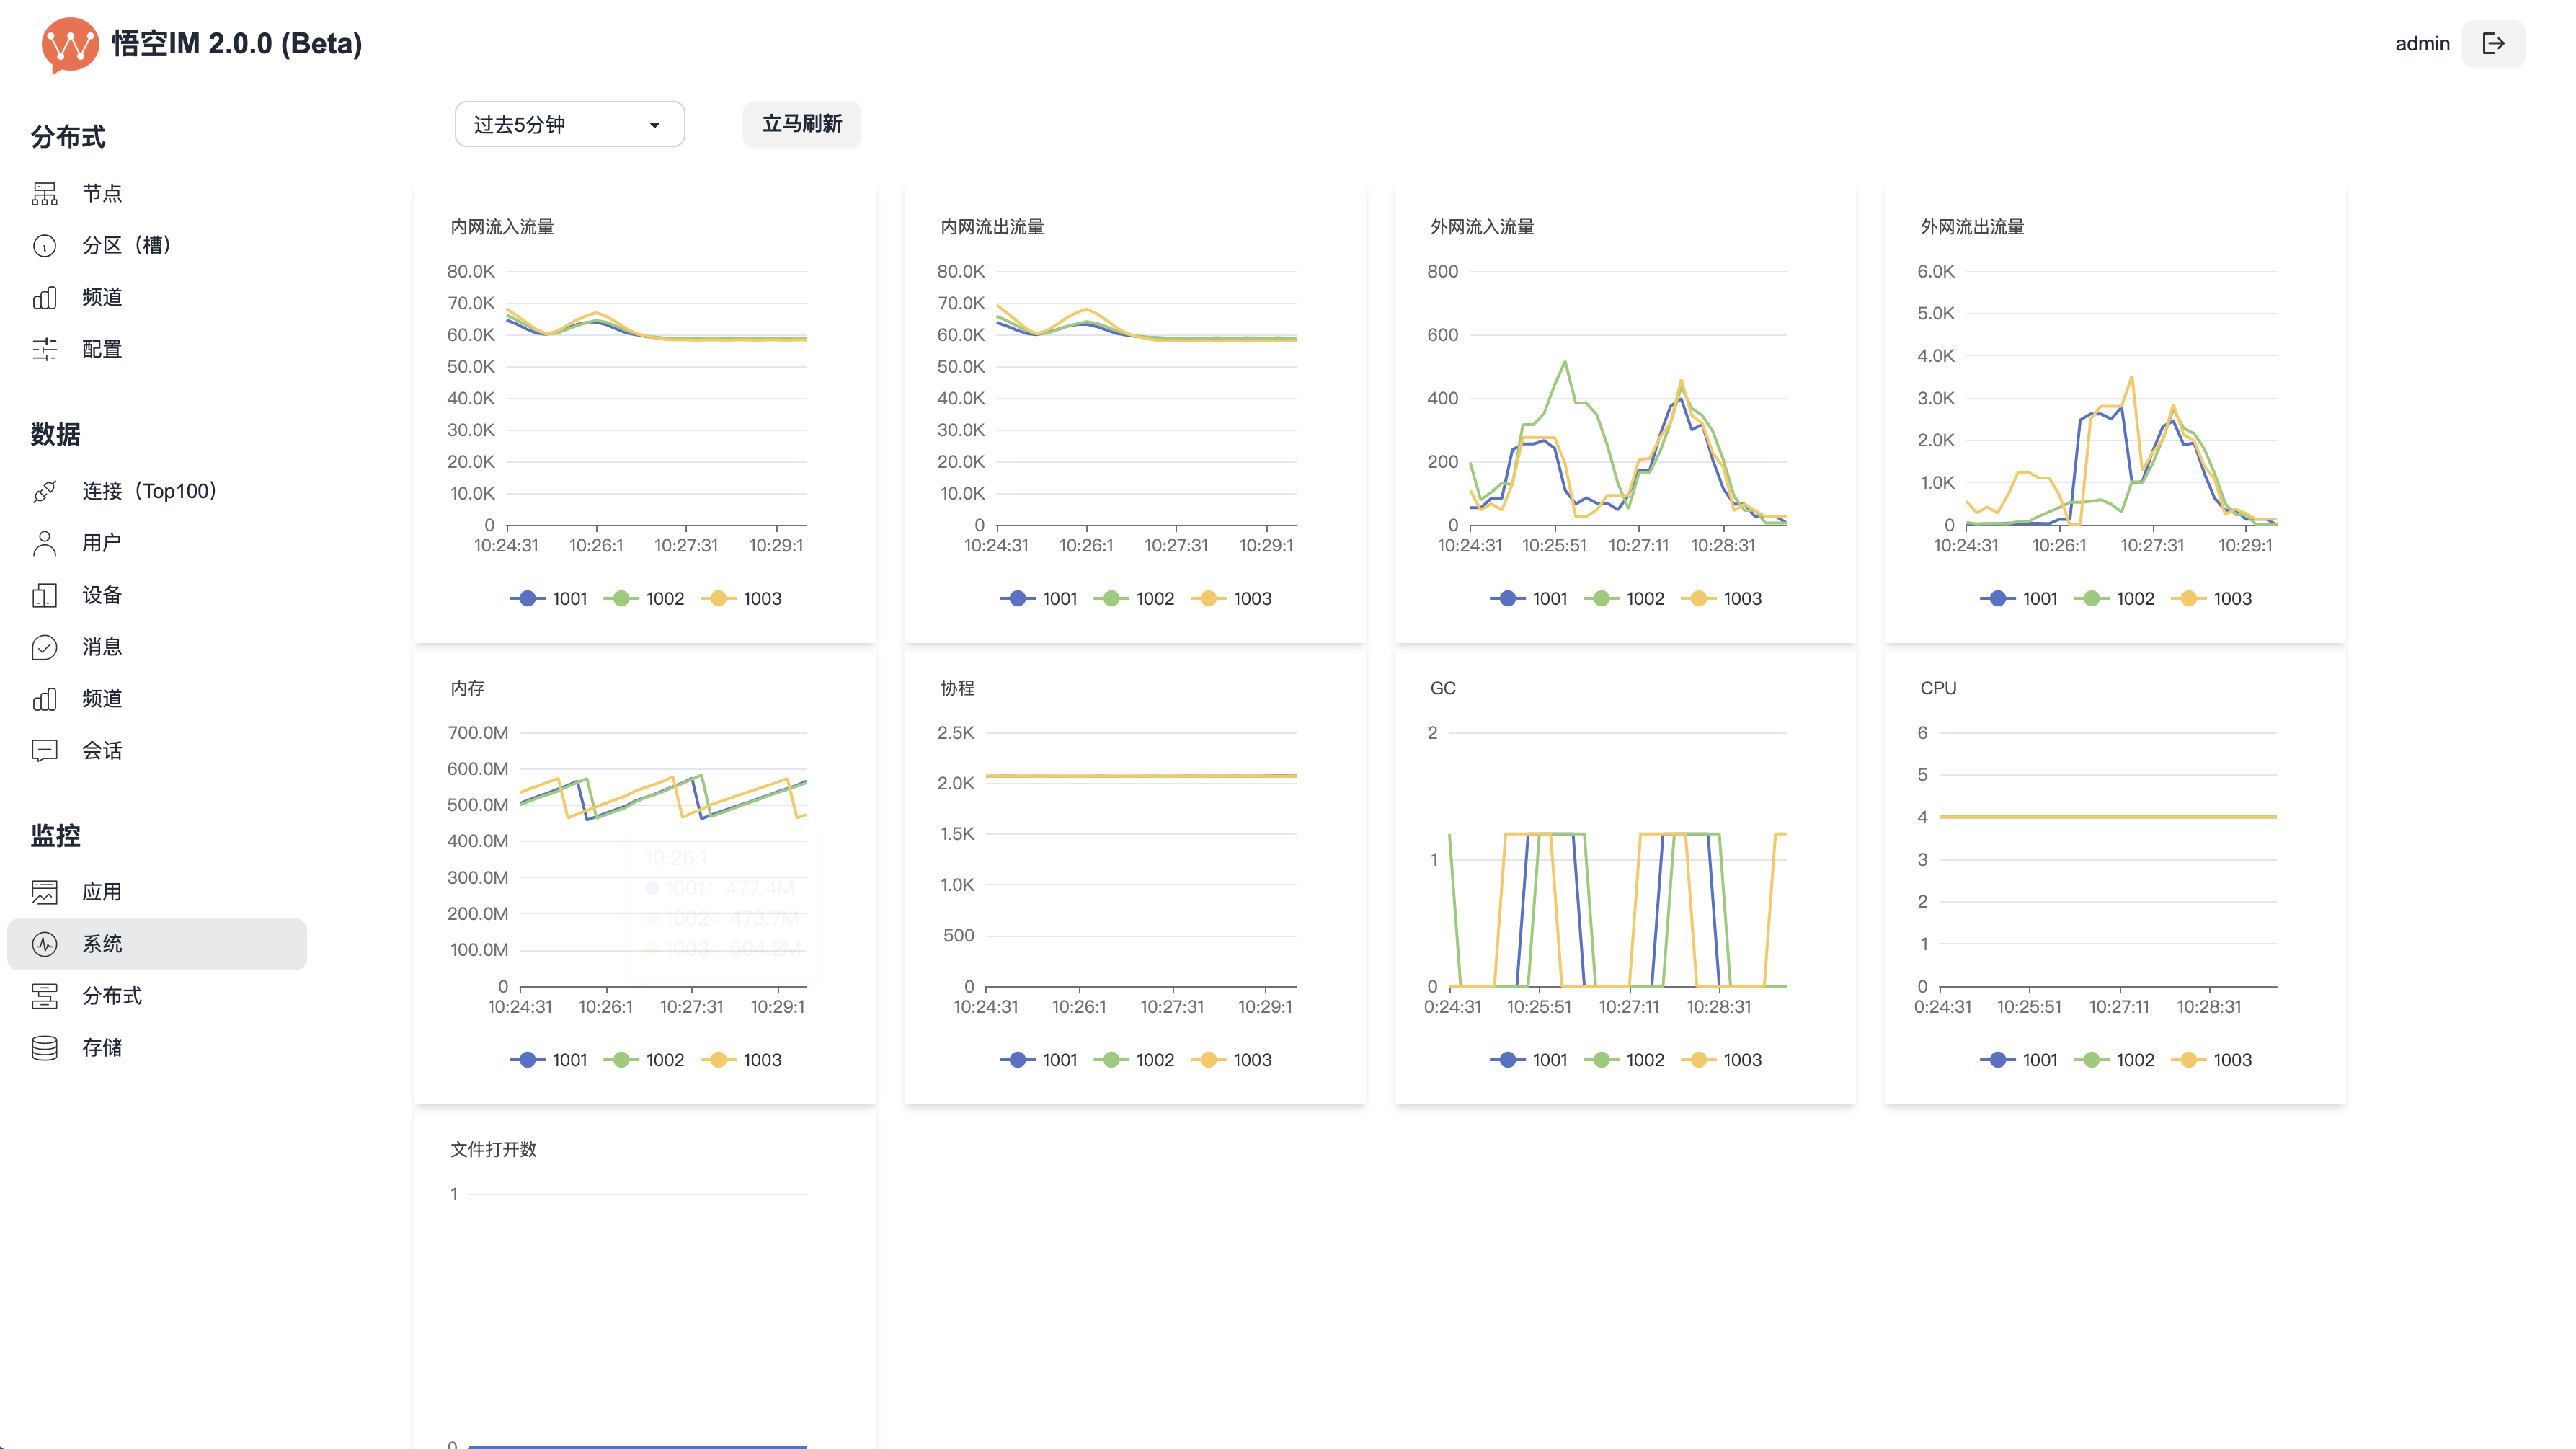 悟空IM 2.0.0 (Beta)
admin
分布式
节点
分区（槽）
频道
配置
数据
连接（Top100）
用户
设备
消息
频道
会话
监控
应用
系统
分布式
存储
过去5分钟
立马刷新
内网流入流量
80.0K
70.0K
60.0K
50.0K
40.0K
30.0K
20.0K
10.0K
0
10:24:31 10:26:1 10:27:31 10:29:1
1001 1002 1003
内网流出流量
80.0K
70.0K
60.0K
50.0K
40.0K
30.0K
20.0K
10.0K
0
10:24:31 10:26:1 10:27:31 10:29:1
1001 1002 1003
外网流入流量
800
600
400
200
0
10:24:31 10:25:51 10:27:11 10:28:31
1001 1002 1003
外网流出流量
6.0K
5.0K
4.0K
3.0K
2.0K
1.0K
0
10:24:31 10:26:1 10:27:31 10:29:1
1001 1002 1003
内存
700.0M
600.0M
500.0M
400.0M
300.0M
200.0M
100.0M
0
10:26:1
1001：477.4M
1002：473.7M
1003：504.2M
10:24:31 10:26:1 10:27:31 10:29:1
1001 1002 1003
协程
2.5K
2.0K
1.5K
1.0K
500
0
10:24:31 10:26:1 10:27:31 10:29:1
1001 1002 1003
GC
2
1
0
0:24:31 10:25:51 10:27:11 10:28:31
1001 1002 1003
CPU
6
5
4
3
2
1
0
0:24:31 10:25:51 10:27:11 10:28:31
1001 1002 1003
文件打开数
1
0